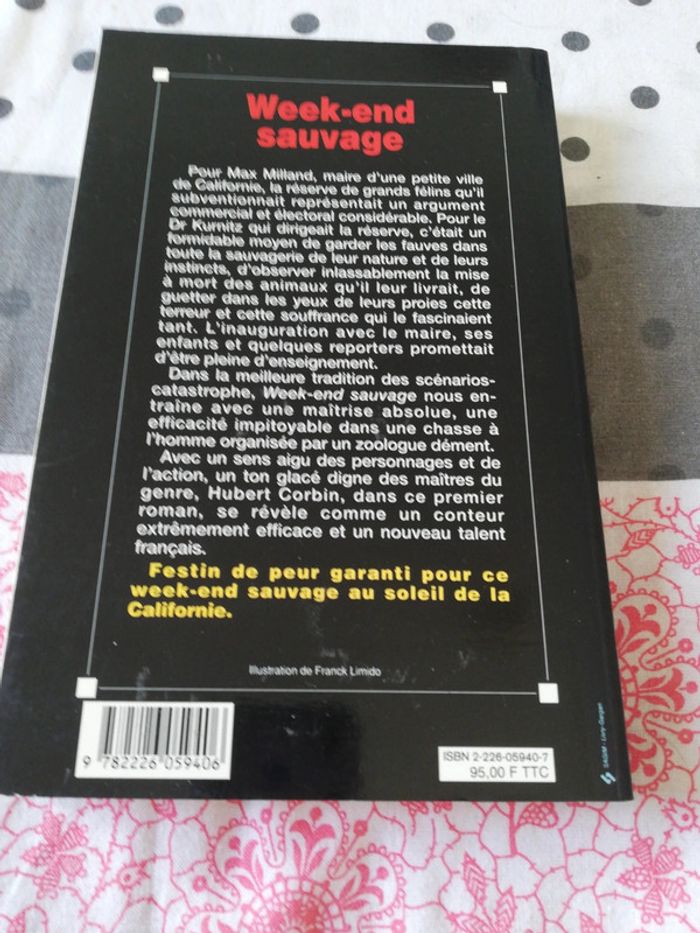 Week-end
sauvage
Pour Max Milland, maire d'une petite ville
de Californie, la réserve de grands félins qu'il
subventionnait représentait un argument
commercial et électoral considérable. Pour le
Dr Kurnitz qui dirigeait la réserve, c'était un
formidable moyen de garder les fauves dans
toute la sauvagerie de leur nature et de leurs
instincts, d'observer inlassablement la mise
à mort des animaux qu'il leur livrait, de
guetter dans les yeux de leurs proies cette
terreur et cette souffrance qui le fascinaient
tant. L'inauguration avec le maire, ses
enfants et quelques reporters promettait
d'être pleine d'enseignement.
Dans la meilleure tradition des scénarios-
catastrophe, Week-end sauvage nous en-
traîne avec une maîtrise absolue, une
efficacité impitoyable dans une chasse à
l'homme organisée par un zoologue dément.
Avec un sens aigu des personnages et de
l'action, un ton glacé digne des maîtres du
genre, Hubert Corbin, dans ce premier
roman, se révèle comme un conteur
extrêmement efficace et un nouveau talent
français.
Festin de peur garanti pour ce
week-end sauvage au soleil de la
Californie.
Illustration de Franck Limido
9 782226 059406
ISBN 2-226-05940-7
95,00 F TTC
SAGIM - Livry-Gargan